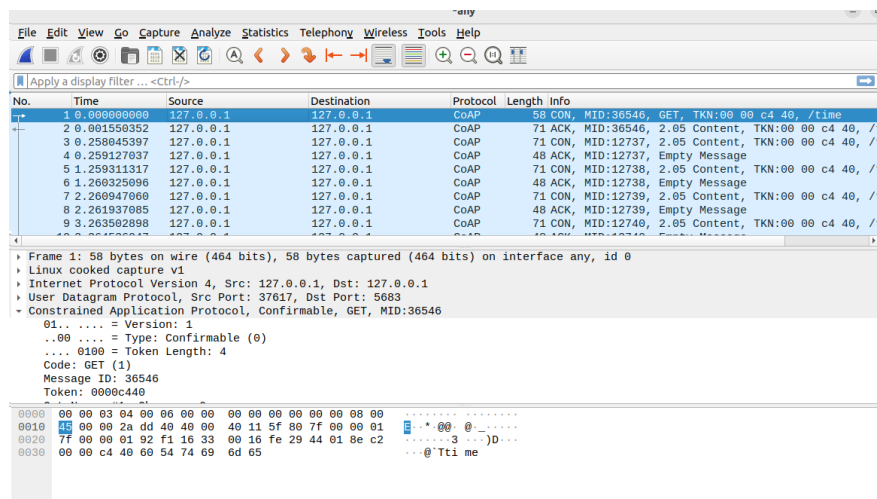 *any
File Edit View Go Capture Analyze Statistics Telephony Wireless Tools Help
Apply a display filter … <Ctrl-/>
No. Time Source Destination Protocol Length Info
1 0.000000000 127.0.0.1 127.0.0.1 CoAP 58 CON, MID:36546, GET, TKN:00 00 c4 40, /time
2 0.001550352 127.0.0.1 127.0.0.1 CoAP 71 ACK, MID:36546, 2.05 Content, TKN:00 00 c4 40, /
3 0.258045397 127.0.0.1 127.0.0.1 CoAP 71 CON, MID:12737, 2.05 Content, TKN:00 00 c4 40, /
4 0.259127037 127.0.0.1 127.0.0.1 CoAP 48 ACK, MID:12737, Empty Message
5 1.259311317 127.0.0.1 127.0.0.1 CoAP 71 CON, MID:12738, 2.05 Content, TKN:00 00 c4 40, /
6 1.260325096 127.0.0.1 127.0.0.1 CoAP 48 ACK, MID:12738, Empty Message
7 2.260947060 127.0.0.1 127.0.0.1 CoAP 71 CON, MID:12739, 2.05 Content, TKN:00 00 c4 40, /
8 2.261937085 127.0.0.1 127.0.0.1 CoAP 48 ACK, MID:12739, Empty Message
9 3.263502898 127.0.0.1 127.0.0.1 CoAP 71 CON, MID:12740, 2.05 Content, TKN:00 00 c4 40, /
Frame 1: 58 bytes on wire (464 bits), 58 bytes captured (464 bits) on interface any, id 0
Linux cooked capture v1
Internet Protocol Version 4, Src: 127.0.0.1, Dst: 127.0.0.1
User Datagram Protocol, Src Port: 37617, Dst Port: 5683
Constrained Application Protocol, Confirmable, GET, MID:36546
01.. .... = Version: 1
..00 .... = Type: Confirmable (0)
.... 0100 = Token Length: 4
Code: GET (1)
Message ID: 36546
Token: 0000c440
0000 00 00 03 04 00 06 00 00 00 00 00 00 00 00 08 00 ········ ········
0010 45 00 00 2a dd 40 40 00 40 11 5f 80 7f 00 00 01 E··*·@@· @·_·····
0020 7f 00 00 01 92 f1 16 33 00 16 fe 29 44 01 8e c2 ·······3 ···)D···
0030 00 00 c4 40 60 54 74 69 6d 65 ···@`Tti me